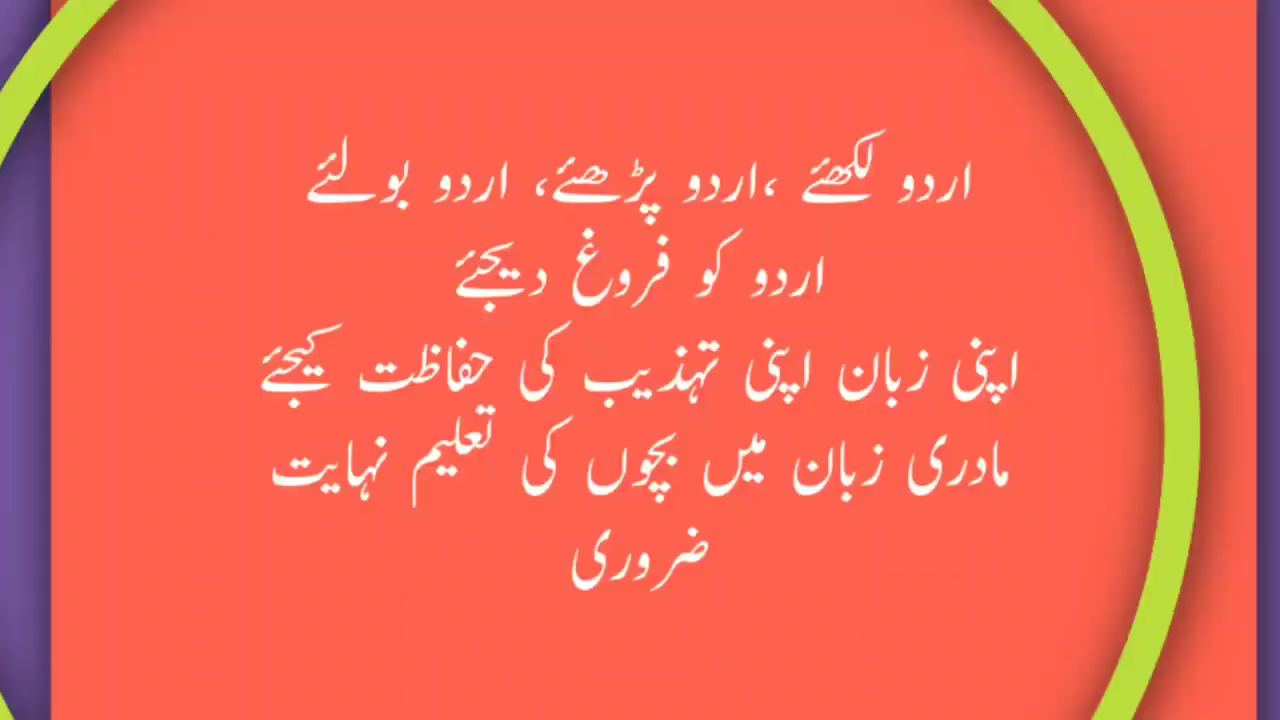 اردو لکھئے ،اردو پڑھئے، اردو بولئے
اردو کو فروغ دیجئے
اپنی زبان اپنی تہذیب کی حفاظت کیجئے
مادری زبان میں بچوں کی تعلیم نہایت
ضروری